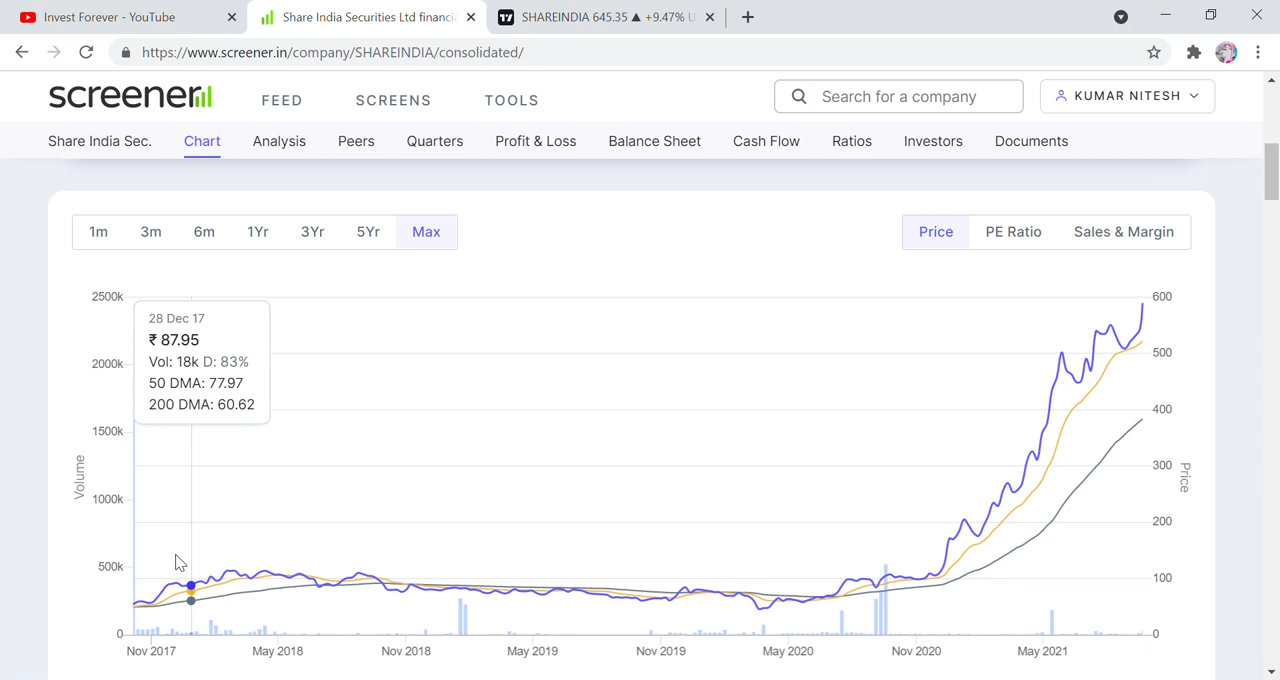 Invest Forever - YouTube
Share India Securities Ltd financi
SHAREINDIA 645.35 ▲ +9.47% U
https://www.screener.in/company/SHAREINDIA/consolidated/
screener
FEED
SCREENS
TOOLS
Search for a company
KUMAR NITESH
Share India Sec.
Chart
Analysis
Peers
Quarters
Profit & Loss
Balance Sheet
Cash Flow
Ratios
Investors
Documents
1m
3m
6m
1Yr
3Yr
5Yr
Max
Price
PE Ratio
Sales & Margin
2500k
2000k
1500k
1000k
500k
0
Volume
28 Dec 17
₹ 87.95
Vol: 18k D: 83%
50 DMA: 77.97
200 DMA: 60.62
600
500
400
300
200
100
0
Price
Nov 2017
May 2018
Nov 2018
May 2019
Nov 2019
May 2020
Nov 2020
May 2021